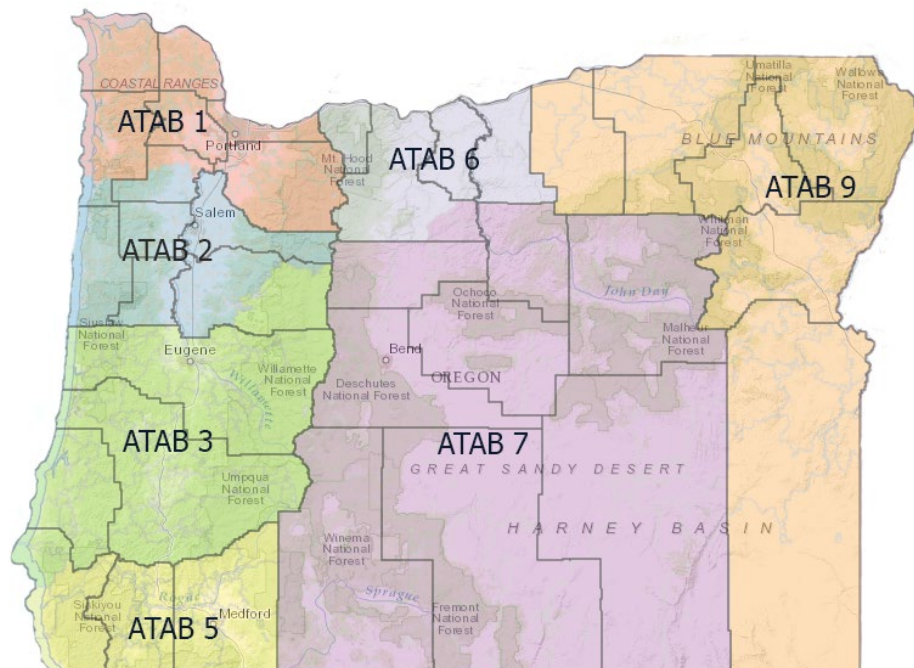 COASTAL RANGES
ATAB 1
Portland
Mt. Hood
National
Forest
ATAB 6
Umatilla
National
Forest
Wallowa
Forest
BLUE MOUNTAINS
ATAB 9
Whitman
National
Forest
Salem
ATAB 2
Siuslaw
National
Forest
Eugene
Willamette
Willamette
National
Forest
Ochoco
National
Forest
John Day
Malheur
National
Forest
Bend
OREGON
Deschutes
National Forest
ATAB 3
ATAB 7
GREAT SANDY DESERT
Umpqua
National
Forest
HARNEY BASIN
Winema
National
Forest
Siskiyou
National
Forest
Rogue
Medford
ATAB 5
Sprague
Fremont
National
Forest